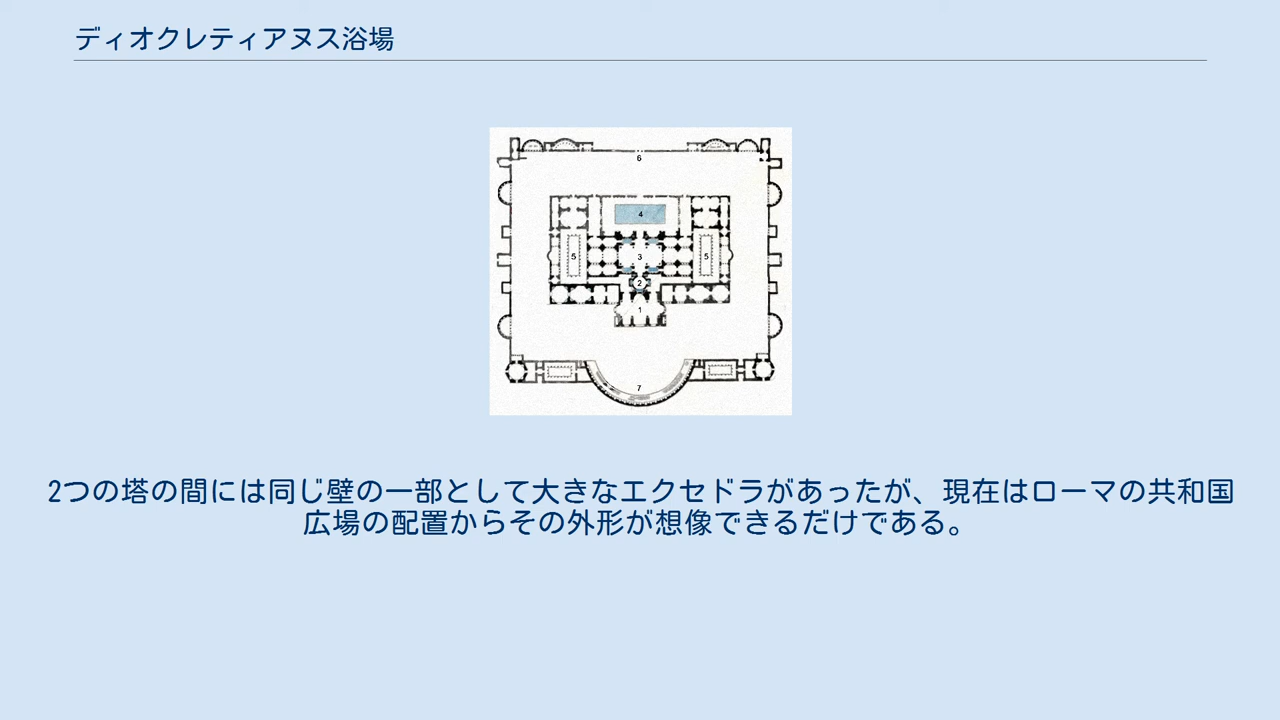 ディオクレティアヌス浴場
6
4
5
3
5
2
1
7
2つの塔の間には同じ壁の一部として大きなエクセドラがあったが、現在はローマの共和国
広場の配置からその外形が想像できるだけである。